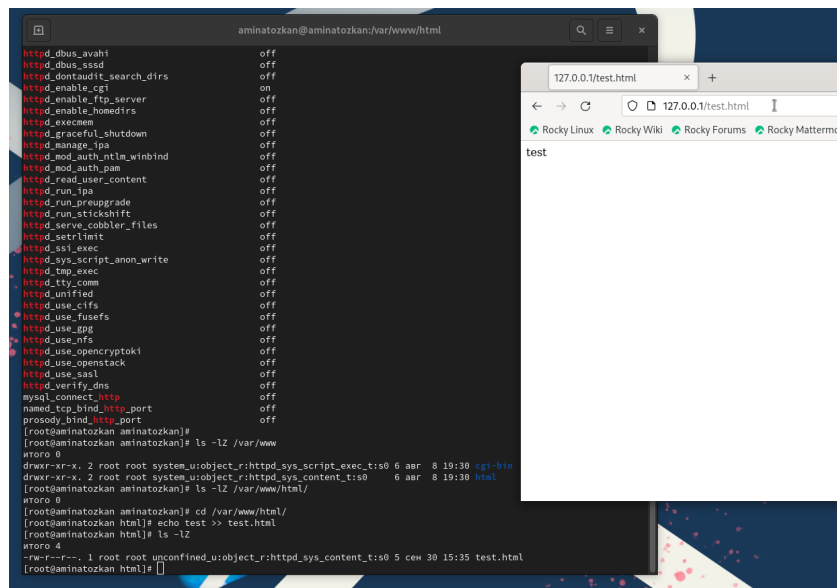 aminatozkan@aminatozkan:/var/www/html
httpd_dbus_avahi off
httpd_dbus_sssd off
httpd_dontaudit_search_dirs off
httpd_enable_cgi on
httpd_enable_ftp_server off
httpd_enable_homedirs off
httpd_execmem off
httpd_graceful_shutdown off
httpd_manage_ipa off
httpd_mod_auth_ntlm_winbind off
httpd_mod_auth_pam off
httpd_read_user_content off
httpd_run_ipa off
httpd_run_preupgrade off
httpd_run_stickshift off
httpd_serve_cobbler_files off
httpd_setrlimit off
httpd_ssi_exec off
httpd_sys_script_anon_write off
httpd_tmp_exec off
httpd_tty_comm off
httpd_unified off
httpd_use_cifs off
httpd_use_fusefs off
httpd_use_gpg off
httpd_use_nfs off
httpd_use_opencryptoki off
httpd_use_openstack off
httpd_use_sasl off
httpd_verify_dns off
mysql_connect_http off
named_tcp_bind_http_port off
prosody_bind_http_port off
[root@aminatozkan aminatozkan]#
[root@aminatozkan aminatozkan]# ls -lZ /var/www
итого 0
drwxr-xr-x. 2 root root system_u:object_r:httpd_sys_script_exec_t:s0 6 авг 8 19:30 cgi-bin
drwxr-xr-x. 2 root root system_u:object_r:httpd_sys_content_t:s0 6 авг 8 19:30 html
[root@aminatozkan aminatozkan]# ls -lZ /var/www/html/
итого 0
[root@aminatozkan aminatozkan]# cd /var/www/html/
[root@aminatozkan html]# echo test >> test.html
[root@aminatozkan html]# ls -lZ
итого 4
-rw-r--r--. 1 root root unconfined_u:object_r:httpd_sys_content_t:s0 5 сен 30 15:35 test.html
[root@aminatozkan html]#
127.0.0.1/test.html
127.0.0.1/test.html
Rocky Linux Rocky Wiki Rocky Forums Rocky Mattermo
test